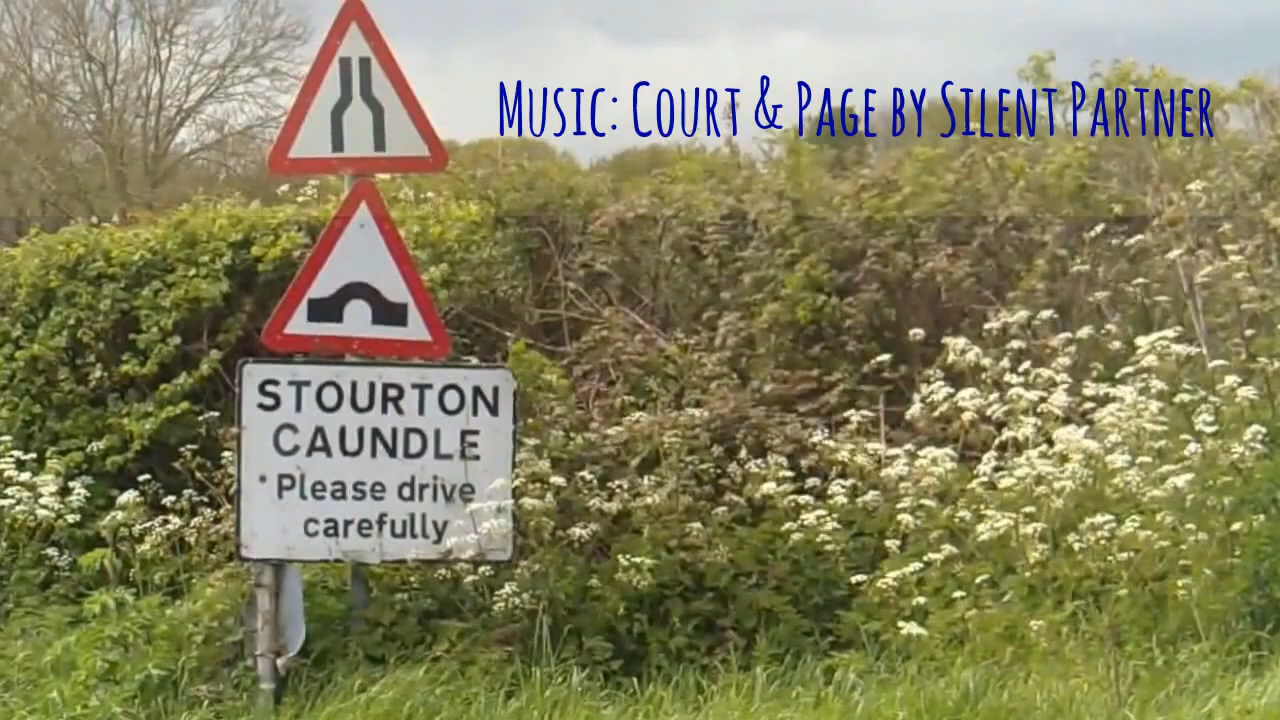 Music: Court & Page by Silent Partner
STOURTON
CAUNDLE
Please drive
carefully